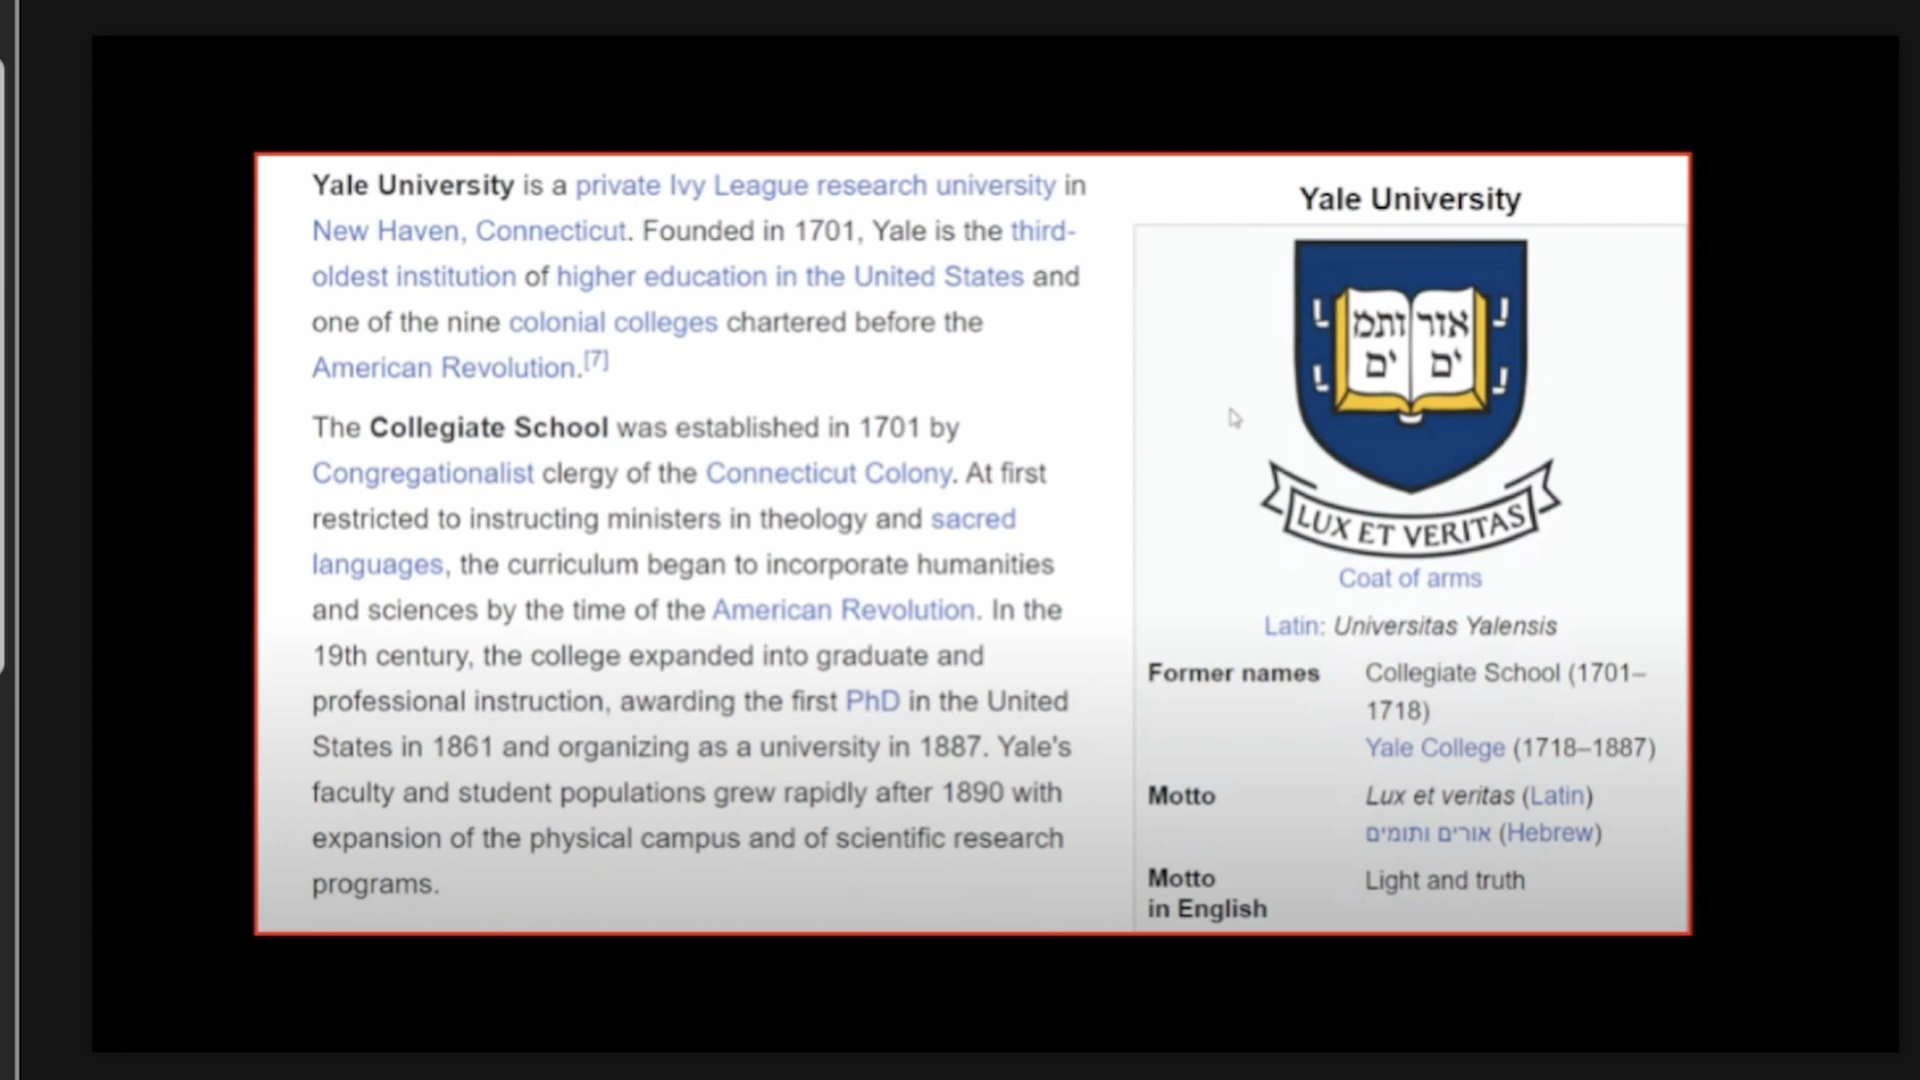 Yale University is a private Ivy League research university in
New Haven, Connecticut. Founded in 1701, Yale is the third-
oldest institution of higher education in the United States and
one of the nine colonial colleges chartered before the
American Revolution.[7]
The Collegiate School was established in 1701 by
Congregationalist clergy of the Connecticut Colony. At first
restricted to instructing ministers in theology and sacred
languages, the curriculum began to incorporate humanities
and sciences by the time of the American Revolution. In the
19th century, the college expanded into graduate and
professional instruction, awarding the first PhD in the United
States in 1861 and organizing as a university in 1887. Yale's
faculty and student populations grew rapidly after 1890 with
expansion of the physical campus and of scientific research
programs.
Yale University
אור ותמ
ים ים
LUX ET VERITAS
Coat of arms
Latin: Universitas Yalensis
Former names Collegiate School (1701–
1718)
Yale College (1718–1887)
Motto Lux et veritas (Latin)
אורים ותומים (Hebrew)
Motto
in English Light and truth